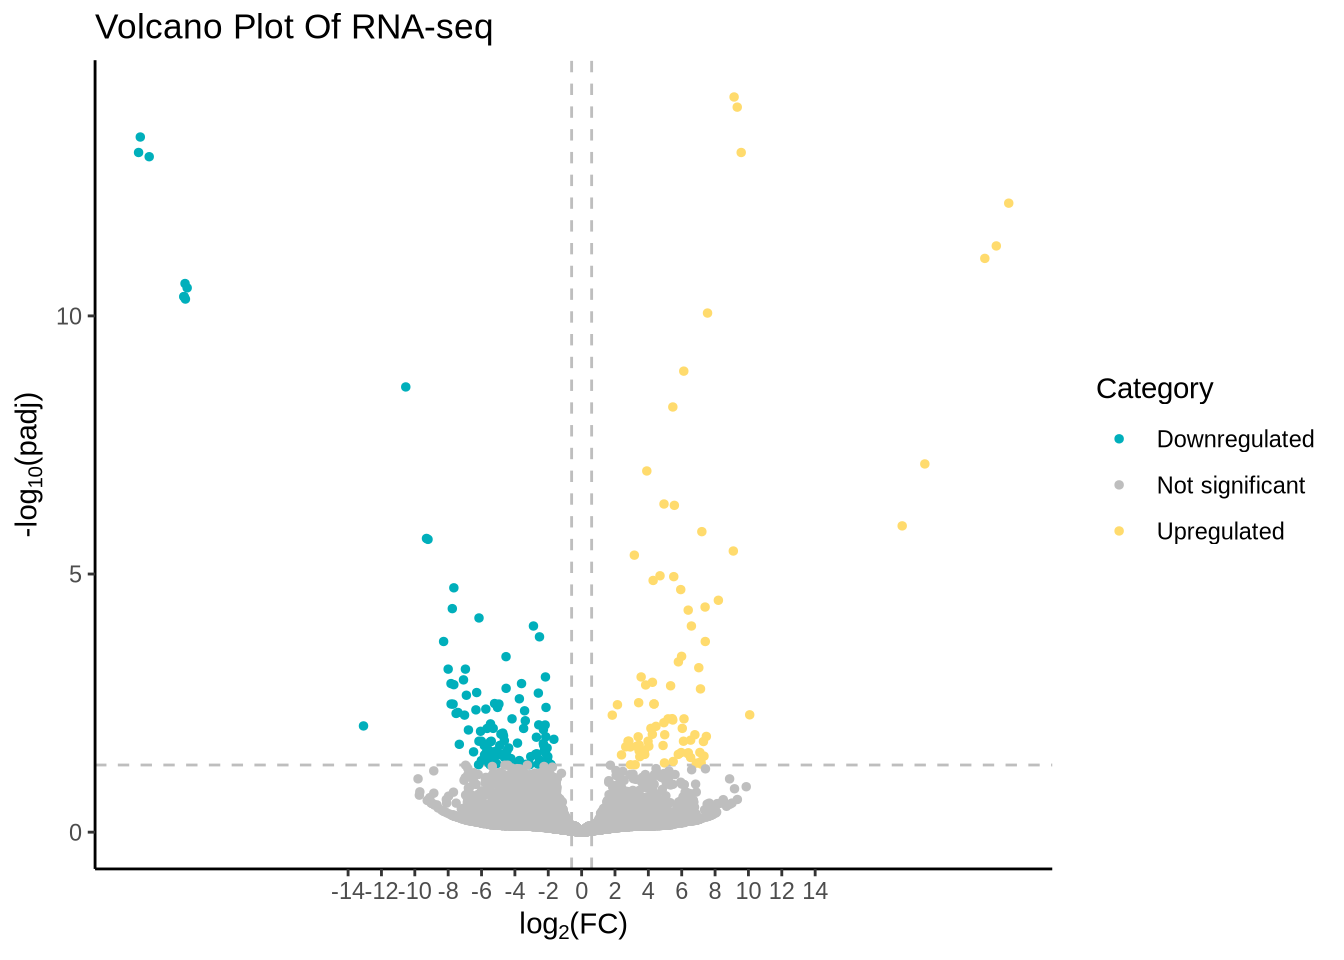 Volcano Plot Of RNA-seq
10
5
0
-log10(padj)
-14 -12 -10 -8 -6 -4 -2 0 2 4 6 8 10 12 14
log2(FC)
Category
Downregulated
Not significant
Upregulated